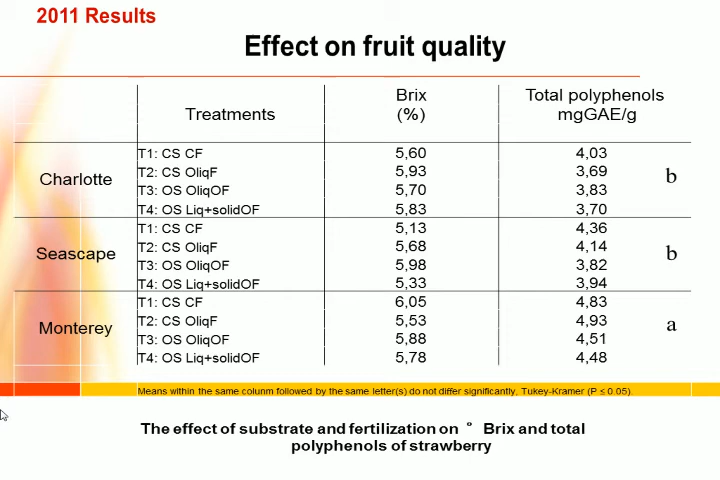 2011 Results
Effect on fruit quality
Treatments
Brix
(%)
Total polyphenols
mgGAE/g
Charlotte
T1: CS CF 5,60 4,03
T2: CS OliqF 5,93 3,69
T3: OS OliqOF 5,70 3,83
T4: OS Liq+solidOF 5,83 3,70
b
Seascape
T1: CS CF 5,13 4,36
T2: CS OliqF 5,68 4,14
T3: OS OliqOF 5,98 3,82
T4: OS Liq+solidOF 5,33 3,94
b
Monterey
T1: CS CF 6,05 4,83
T2: CS OliqF 5,53 4,93
T3: OS OliqOF 5,88 4,51
T4: OS Liq+solidOF 5,78 4,48
a
Means within the same colunm followed by the same letter(s) do not differ significantly, Tukey-Kramer (P ≤ 0.05).
The effect of substrate and fertilization on ° Brix and total
polyphenols of strawberry